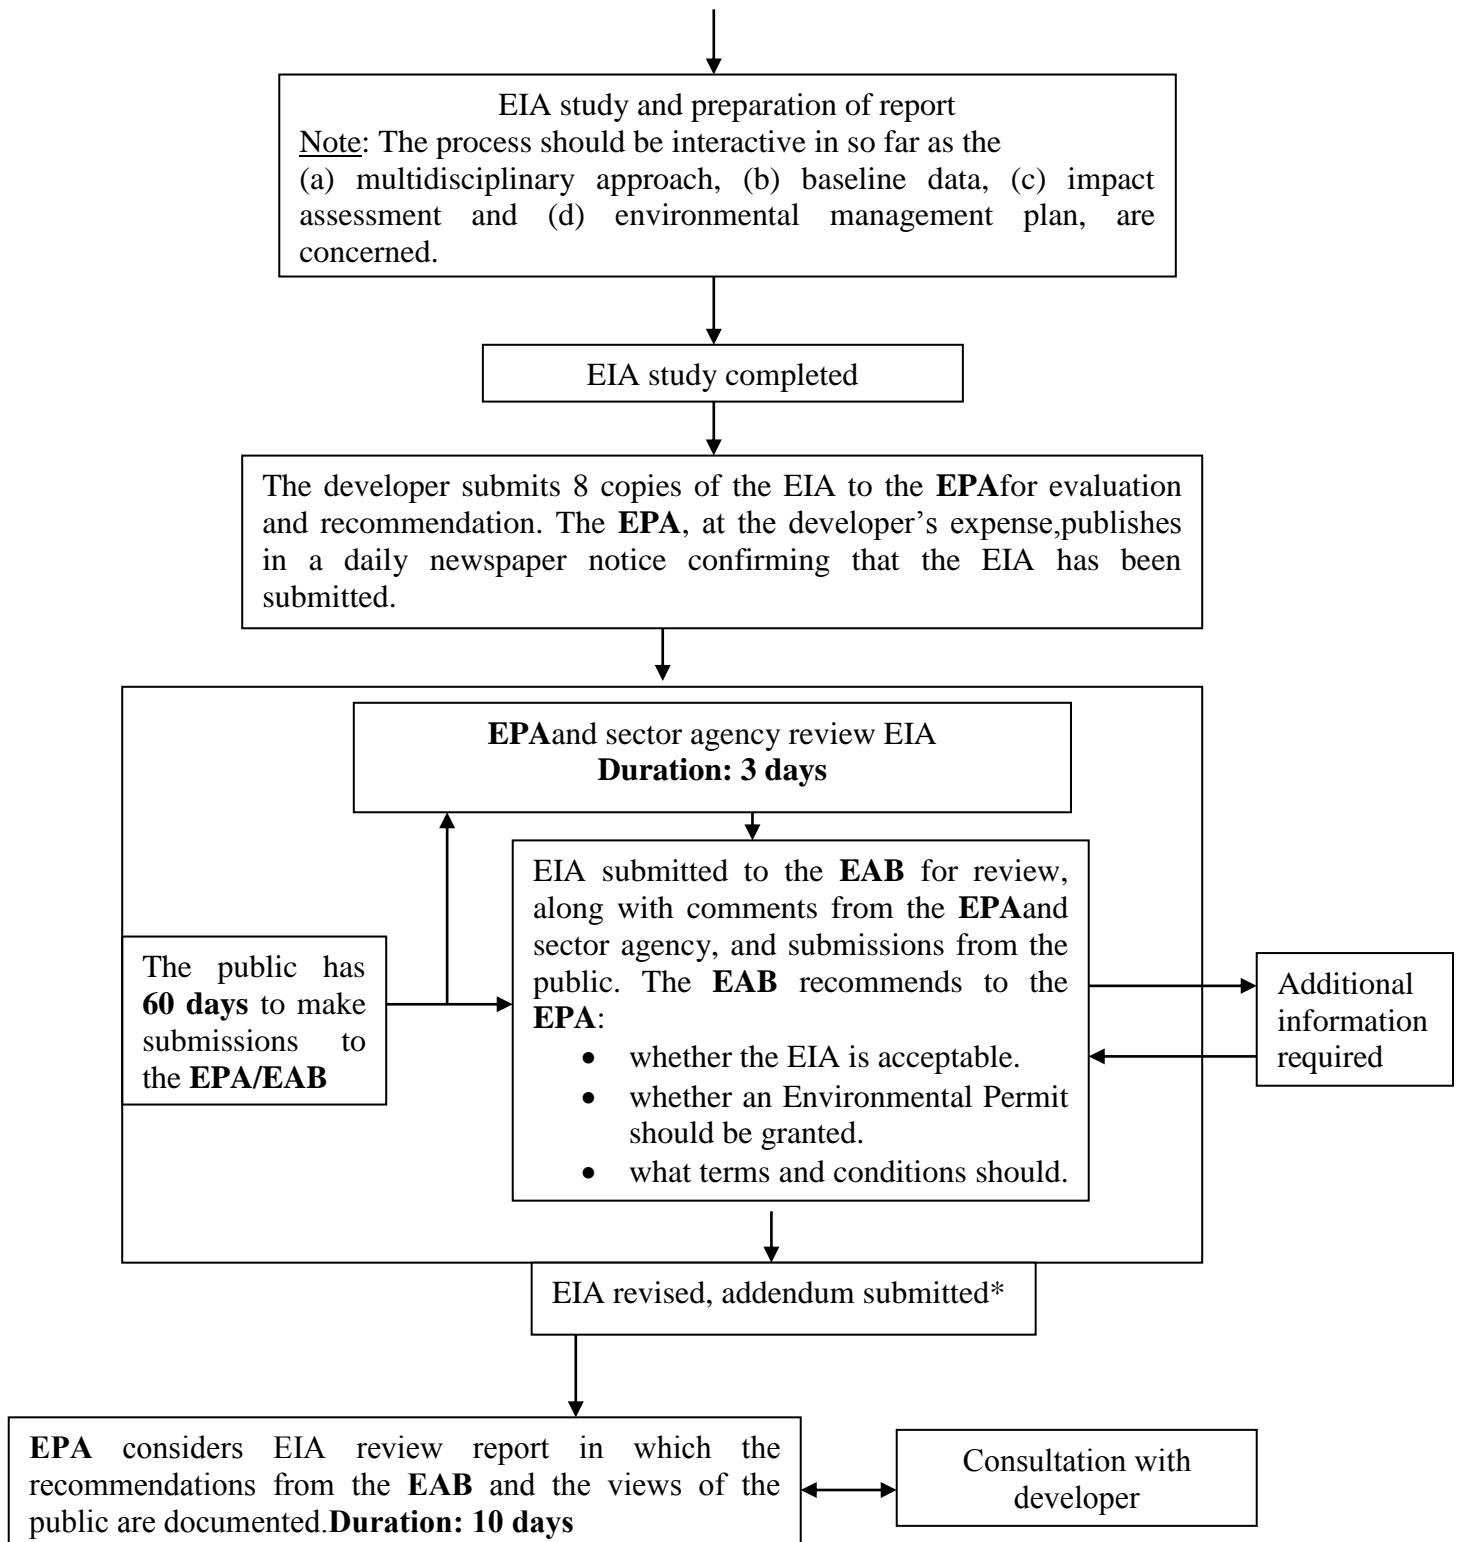 EIA study and preparation of report
Note: The process should be interactive in so far as the
(a) multidisciplinary approach, (b) baseline data, (c) impact
assessment and (d) environmental management plan, are
concerned.
EIA study completed
The developer submits 8 copies of the EIA to the EPAfor evaluation
and recommendation. The EPA, at the developer’s expense,publishes
in a daily newspaper notice confirming that the EIA has been
submitted.
EPAand sector agency review EIA
Duration: 3 days
EIA submitted to the EAB for review,
along with comments from the EPAand
sector agency, and submissions from the
public. The EAB recommends to the
EPA:
• whether the EIA is acceptable.
• whether an Environmental Permit
should be granted.
• what terms and conditions should.
The public has
60 days to make
submissions to
the EPA/EAB
Additional
information
required
EIA revised, addendum submitted*
EPA considers EIA review report in which the
recommendations from the EAB and the views of the
public are documented.Duration: 10 days
Consultation with
developer